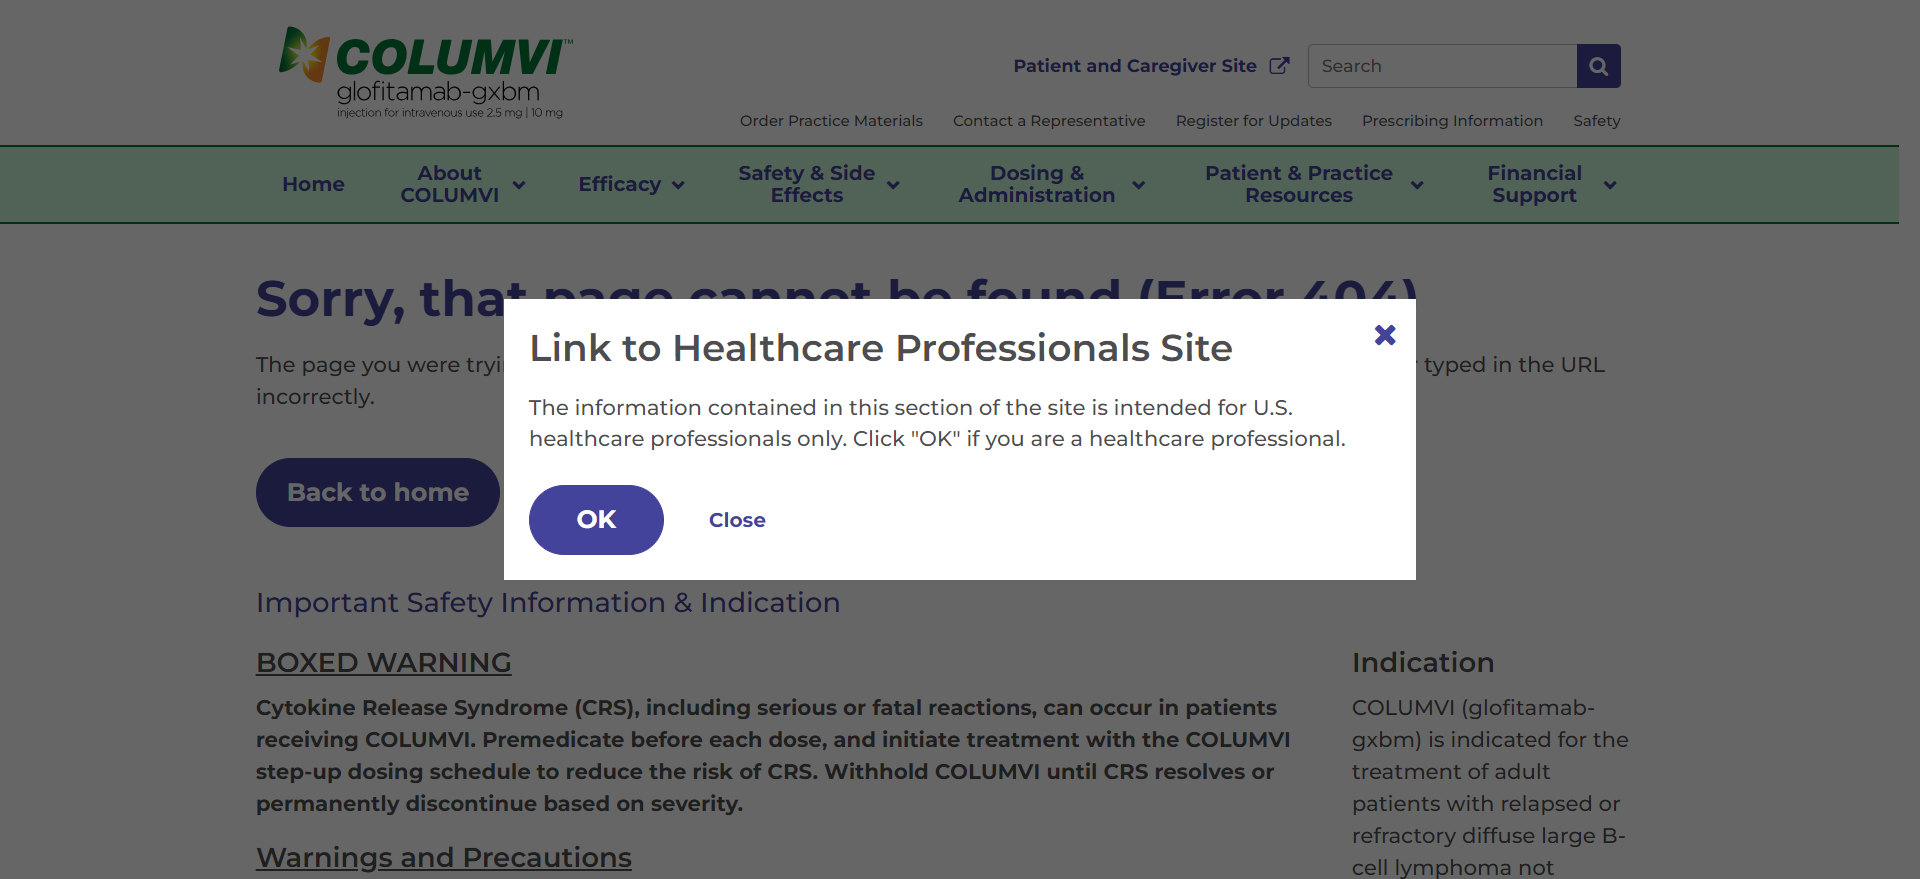 COLUMVI™
glofitamab-gxbm
injection for intravenous use 2.5 mg | 10 mg
Patient and Caregiver Site
Search
Order Practice Materials
Contact a Representative
Register for Updates
Prescribing Information
Safety
Home
About
COLUMVI
Efficacy
Safety & Side
Effects
Dosing &
Administration
Patient & Practice
Resources
Financial
Support
Sorry, that page cannot be found (Error 404)
The page you were tryi
typed in the URL
incorrectly.
Back to home
Link to Healthcare Professionals Site
The information contained in this section of the site is intended for U.S.
healthcare professionals only. Click "OK" if you are a healthcare professional.
OK
Close
Important Safety Information & Indication
BOXED WARNING
Cytokine Release Syndrome (CRS), including serious or fatal reactions, can occur in patients
receiving COLUMVI. Premedicate before each dose, and initiate treatment with the COLUMVI
step-up dosing schedule to reduce the risk of CRS. Withhold COLUMVI until CRS resolves or
permanently discontinue based on severity.
Warnings and Precautions
Indication
COLUMVI (glofitamab-
gxbm) is indicated for the
treatment of adult
patients with relapsed or
refractory diffuse large B-
cell lymphoma not